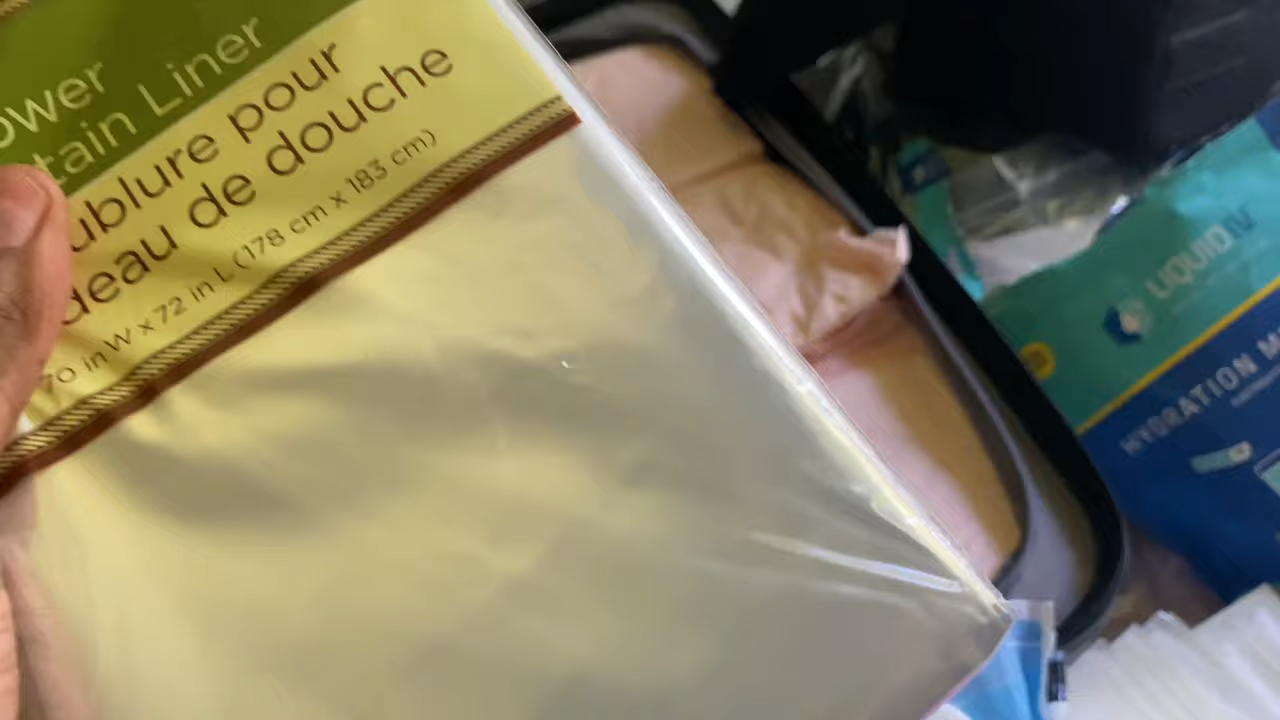 ower
tain Liner
ublure pour
deau de douche
70 in W x 72 in L (178 cm x 183 cm)
LIQUID I.V.
HYDRATION M